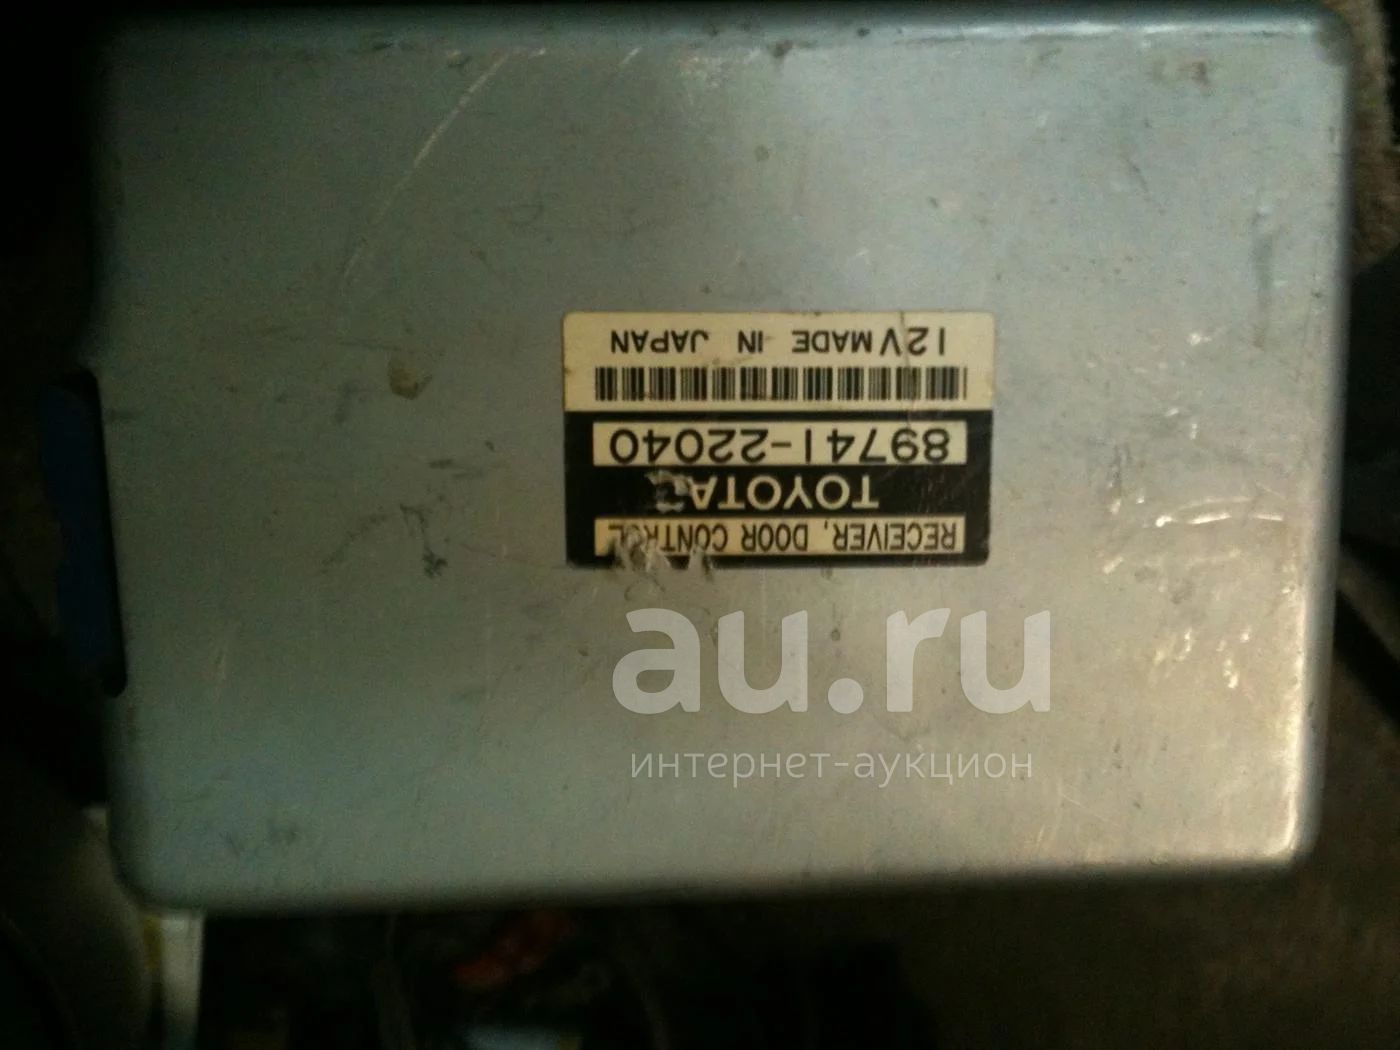 RECEIVER, DOOR CONTROL
TOYOTA
89741-22040
12V MADE IN JAPAN
au.ru
интернет-аукцион